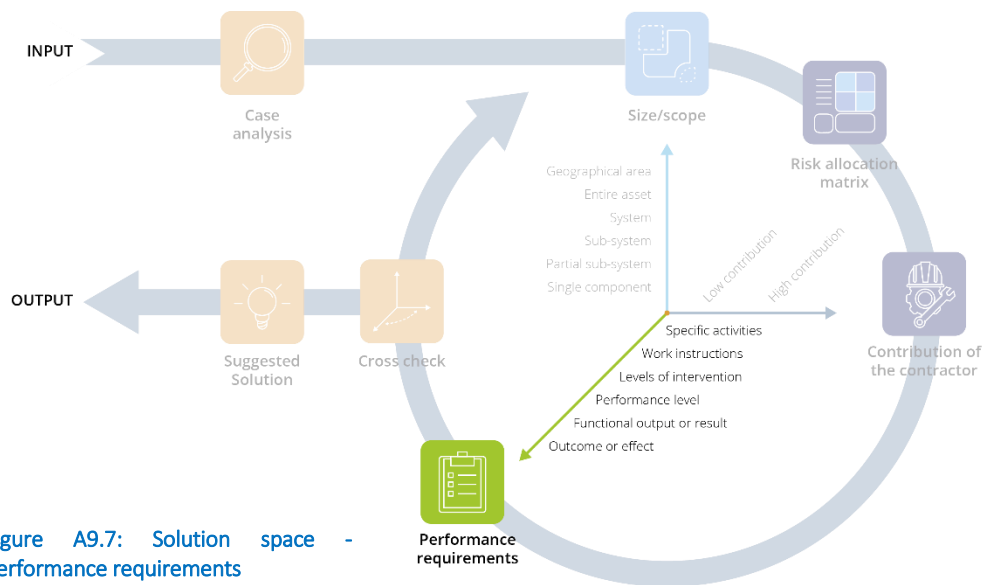 INPUT
Case
analysis
Size/scope
Risk allocation
matrix
Geographical area
Entire asset
System
Sub-system
Partial sub-system
Single component
Low contribution
High contribution
OUTPUT
Suggested
Solution
Cross check
Contribution of
the contractor
Specific activities
Work instructions
Levels of intervention
Performance level
Functional output or result
Outcome or effect
Performance
requirements
gure A9.7: Solution space -
erformance requirements